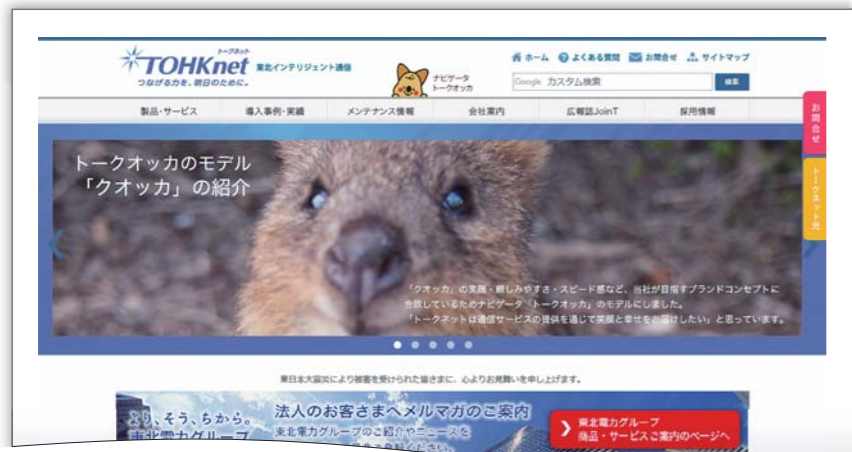 トークネット
TOHKnet 東北インテリジェント通信
つなげる力を、明日のために。
ナビゲータ
トークオッカ
ホーム よくある質問 お問合せ サイトマップ
Google カスタム検索 検索
製品・サービス 導入事例・実績 メンテナンス情報 会社案内 広報誌JoinT 採用情報
お問合せ
トークネット光
トークオッカのモデル
「クオッカ」の紹介
「クオッカ」の笑顔・親しみやすさ・スピード感など、当社が目指すブランドコンセプトに
合致しているためナビゲータ「トークオッカ」のモデルにしました。
「トークネットは通信サービスの提供を通じて笑顔と幸せをお届けしたい」と思っています。
東日本大震災により被害を受けられた皆さまに、心よりお見舞いを申し上げます。
より、そう、ちから。
東北電力グループ
法人のお客さまへメルマガのご案内
東北電力グループのご紹介やニュースを
東北電力グループ
商品・サービスご案内のページへ